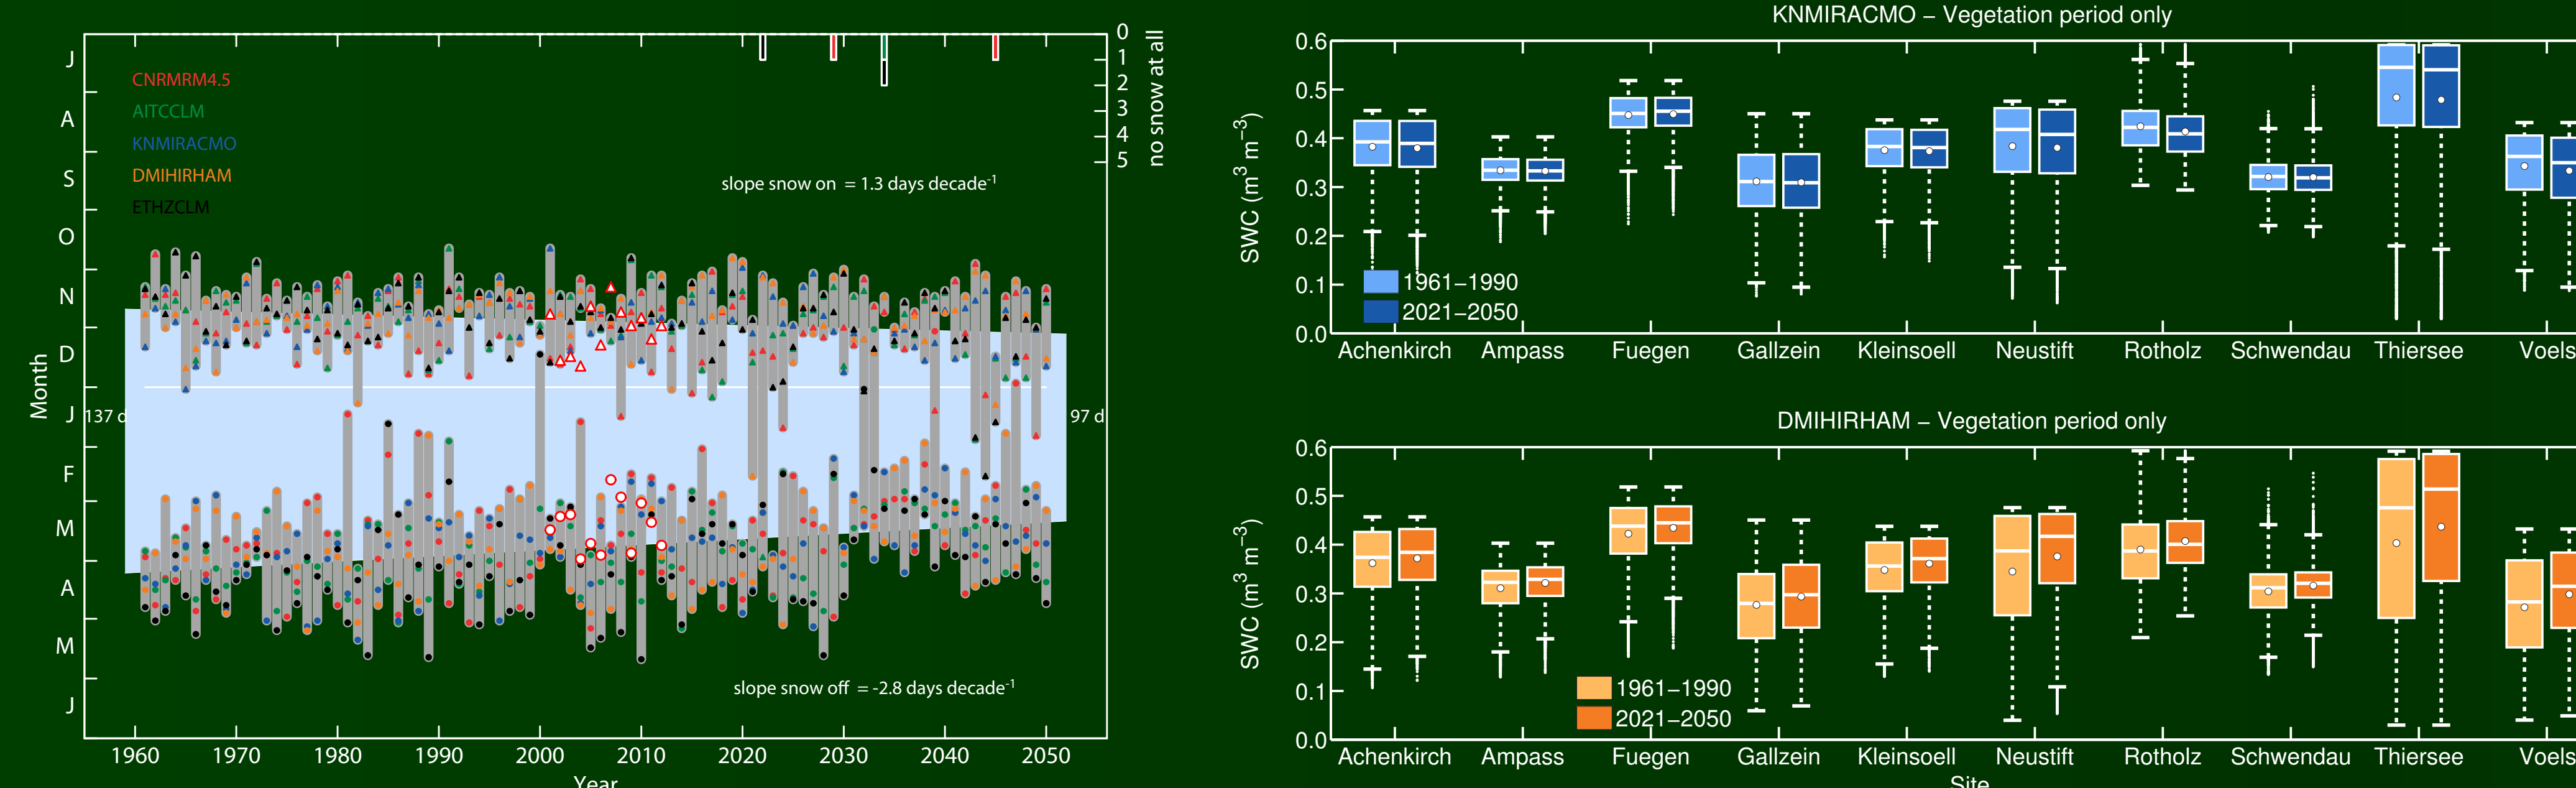 CNRMRM4.5
AITCCLM
KNMIRACMO
DMIHIRHAM
ETHZCLM
slope snow on = 1.3 days decade-1
slope snow off = -2.8 days decade-1
137 d
97 d
J
A
S
O
N
D
J
F
M
A
M
J
Month
1960 1970 1980 1990 2000 2010 2020 2030 2040 2050
Year
0
1
2
3
4
5
no snow at all
KNMIRACMO – Vegetation period only
0.6
0.5
0.4
0.3
0.2
0.1
0.0
SWC (m3 m−3)
1961−1990
2021−2050
Achenkirch Ampass Fuegen Gallzein Kleinsoell Neustift Rotholz Schwendau Thiersee Voels
DMIHIRHAM – Vegetation period only
0.6
0.5
0.4
0.3
0.2
0.1
0.0
SWC (m3 m−3)
1961−1990
2021−2050
Achenkirch Ampass Fuegen Gallzein Kleinsoell Neustift Rotholz Schwendau Thiersee Voels
Site